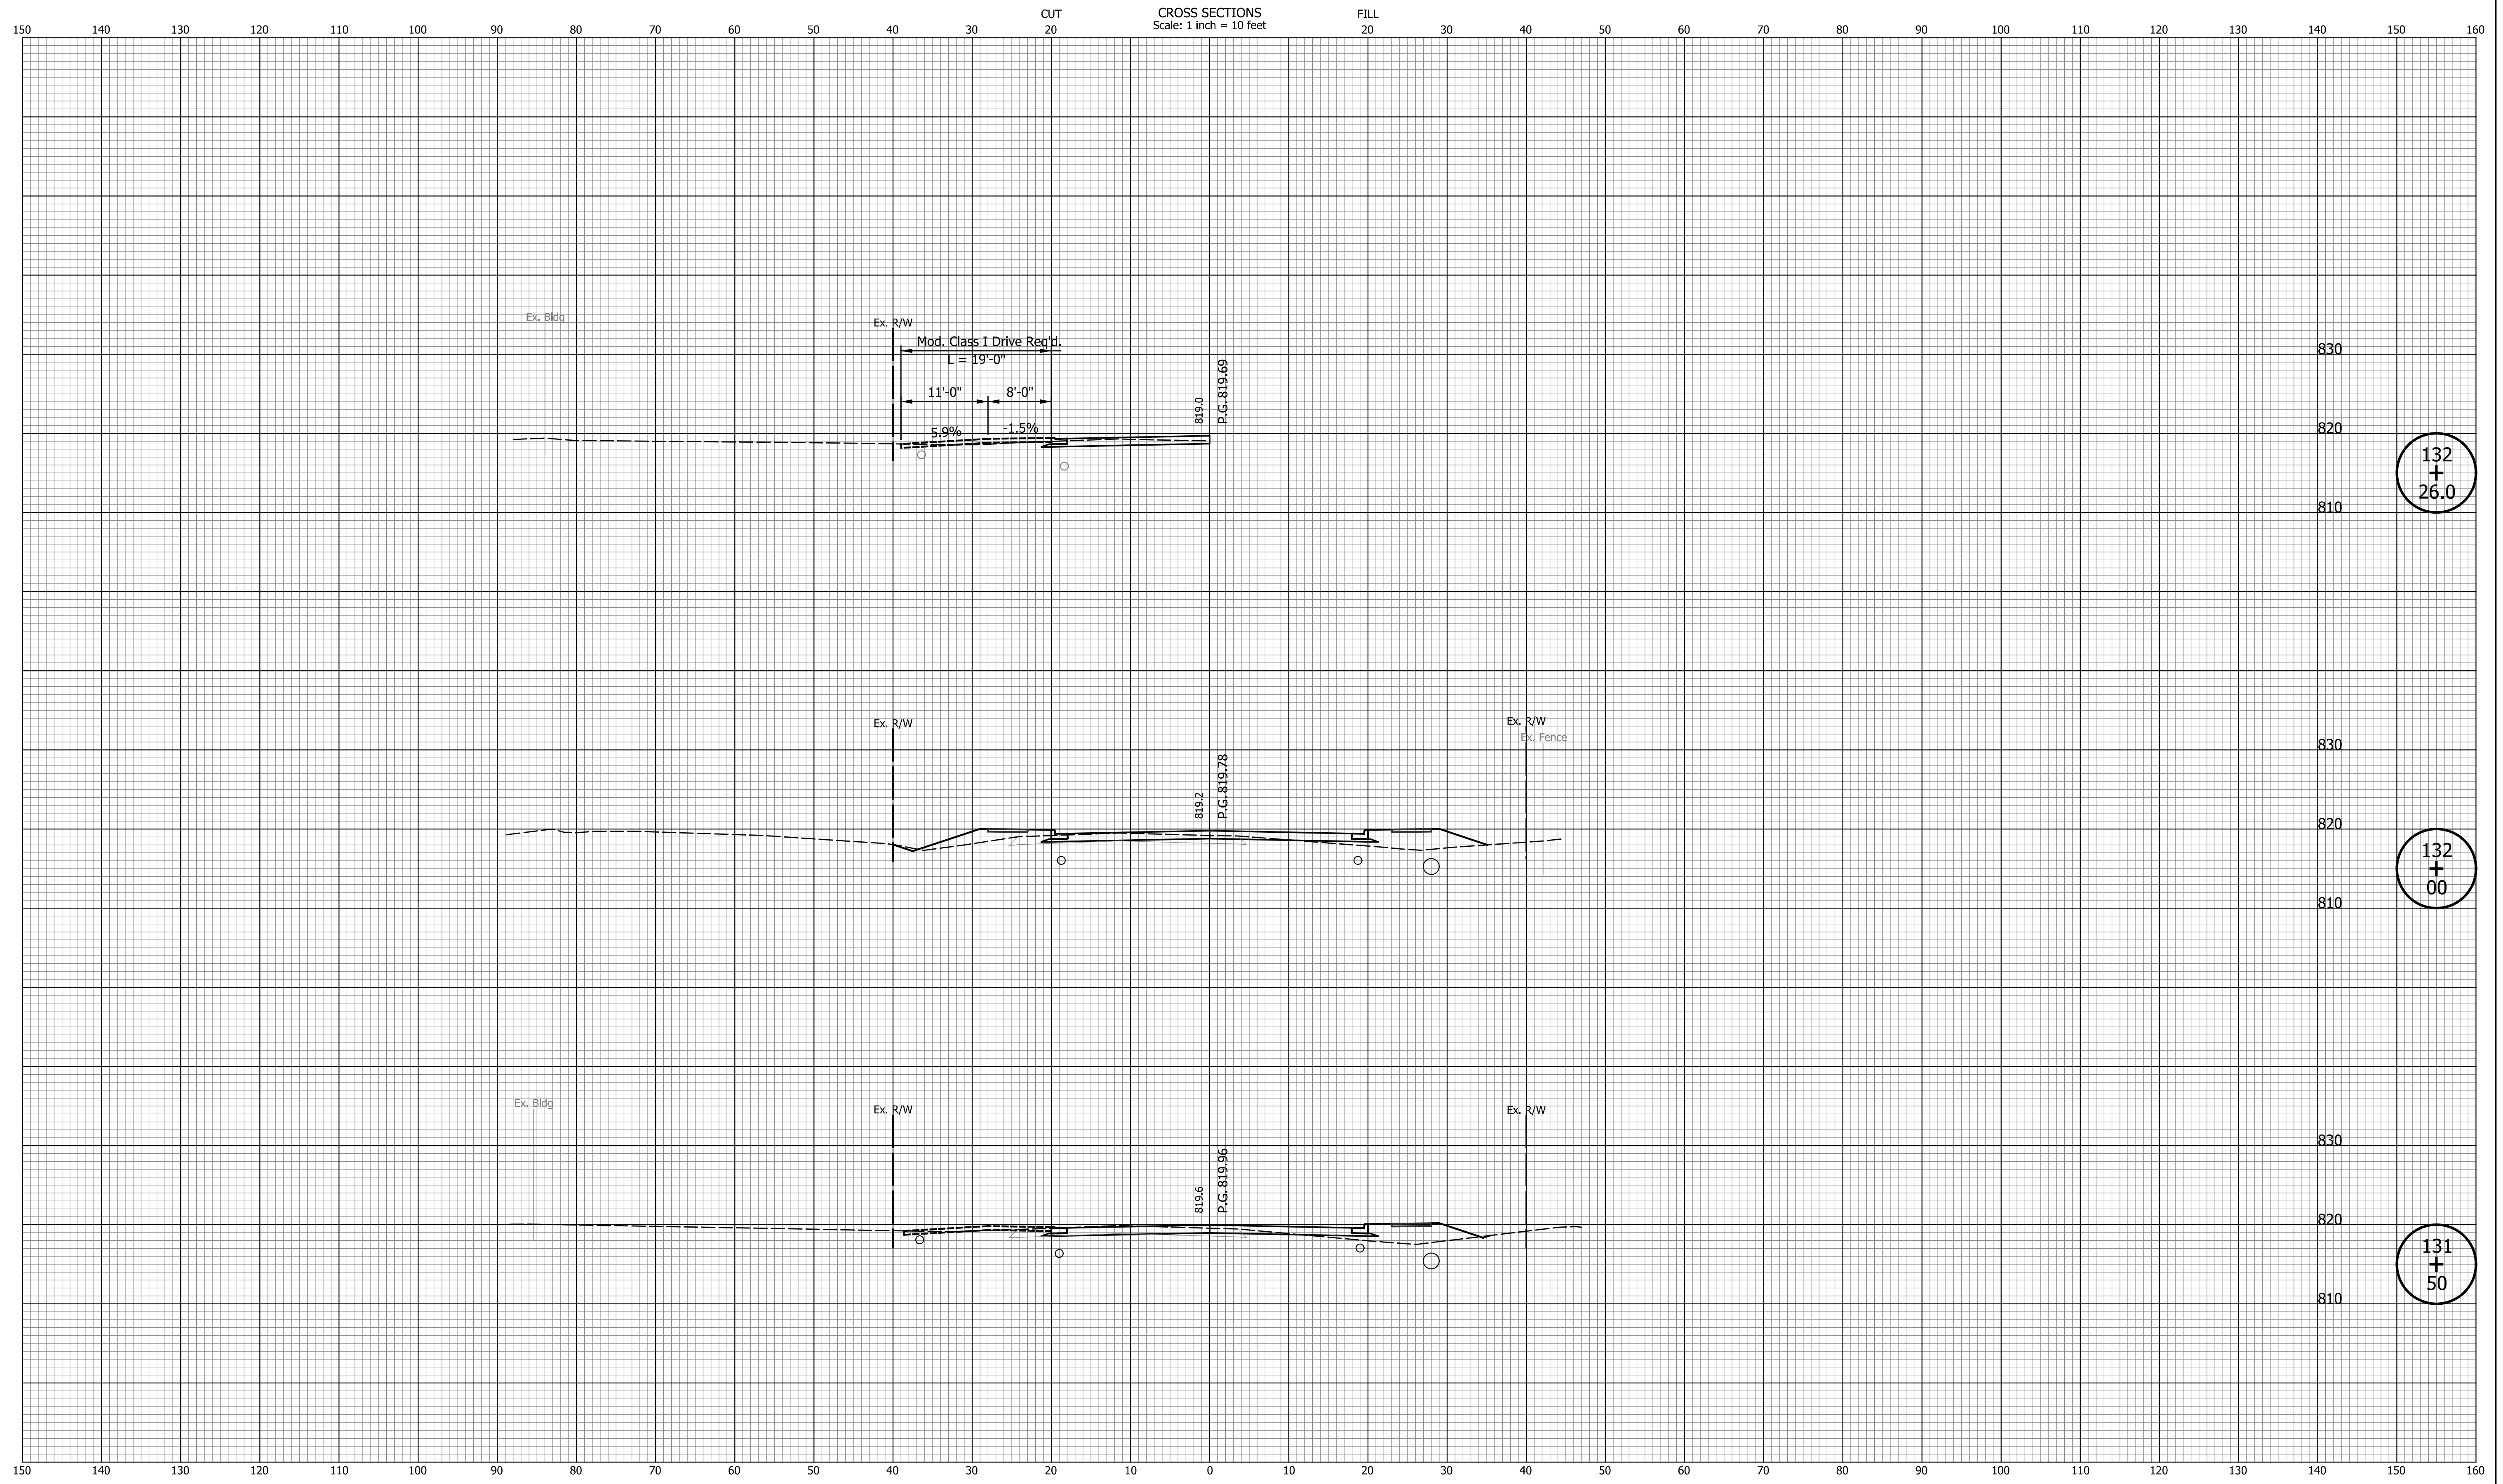 CUT CROSS SECTIONS FILL
Scale: 1 inch = 10 feet
150 140 130 120 110 100 90 80 70 60 50 40 30 20 20 30 40 50 60 70 80 90 100 110 120 130 140 150 160
Ex. Bldg
Ex. R/W
Mod. Class I Drive Req'd.
L = 19'-0"
830
11'-0" 8'-0"
819.0
P.G. 819.69
5.9% -1.5%
820
132
+
26.0
810
Ex. R/W
Ex. R/W
Ex. Fence
830
819.2
P.G. 819.78
820
132
+
00
810
Ex. Bldg
Ex. R/W
Ex. R/W
830
819.6
P.G. 819.96
820
131
+
50
810
150 140 130 120 110 100 90 80 70 60 50 40 30 20 10 0 10 20 30 40 50 60 70 80 90 100 110 120 130 140 150 160